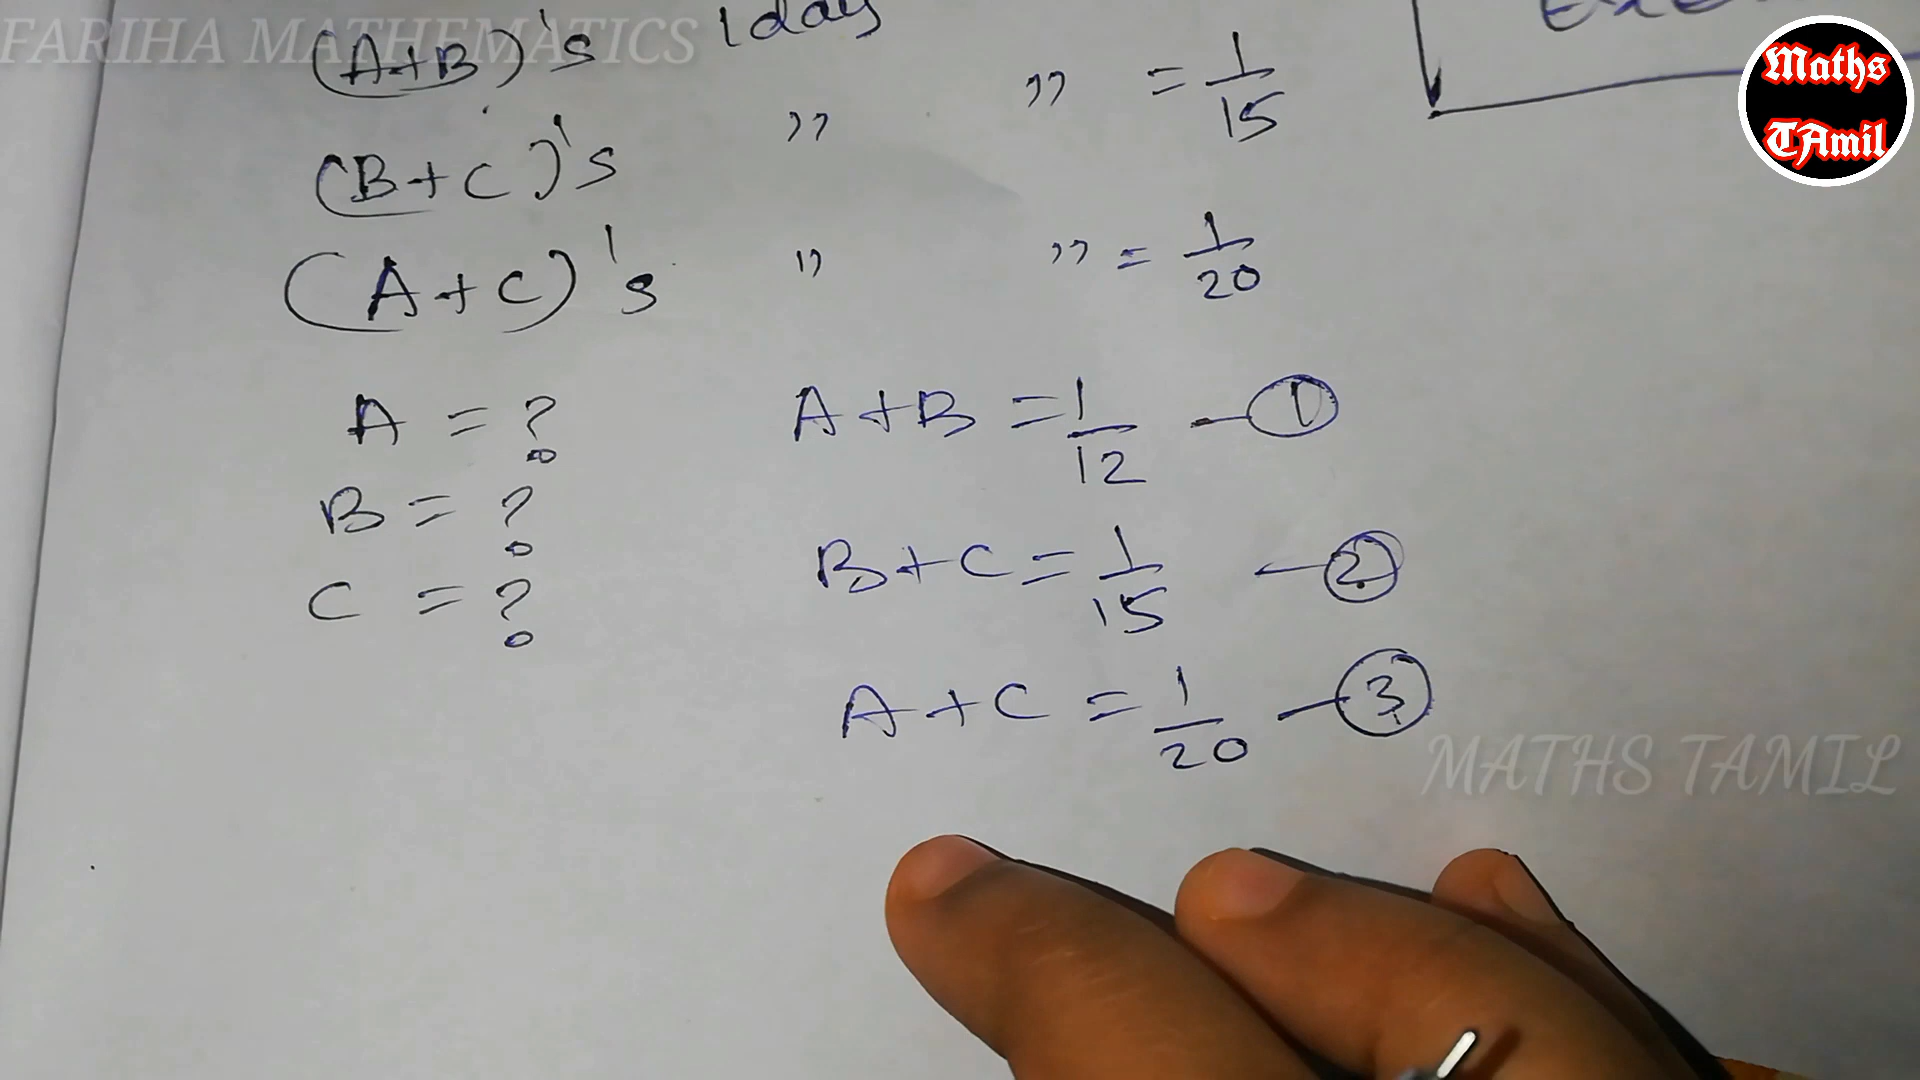 FARIHA MATHEMATICS
Maths
TAmil
(A+B)'s 1 day
(B+C)'s " " = 1/15
(A+C)'s " " = 1/20
A = ?
B = ?
C = ?
A+B = 1/12 — ①
B+C = 1/15 — ②
A+C = 1/20 — ③
MATHS TAMIL